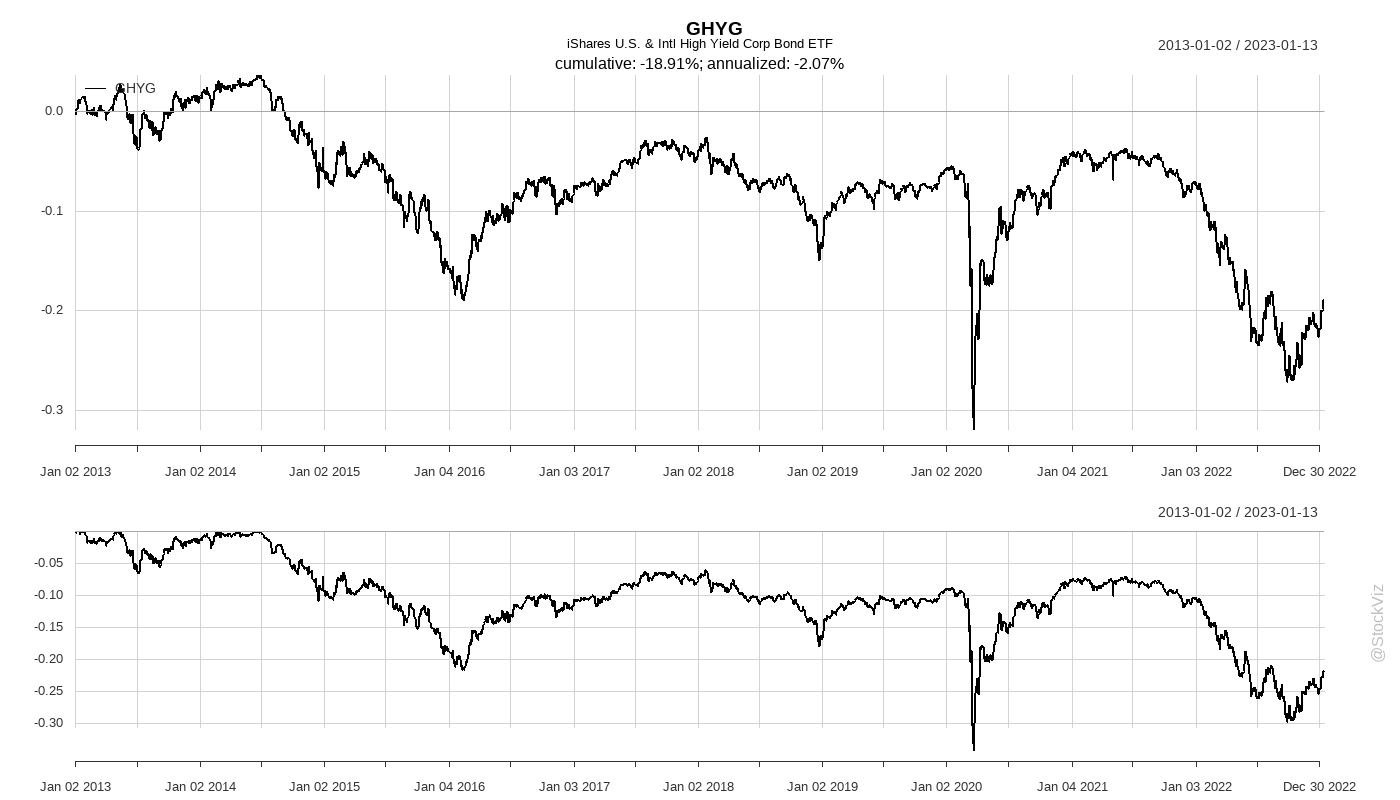 GHYG
iShares U.S. & Intl High Yield Corp Bond ETF
2013-01-02 / 2023-01-13
cumulative: -18.91%; annualized: -2.07%
GHYG
0.0
-0.1
-0.2
-0.3
Jan 02 2013 Jan 02 2014 Jan 02 2015 Jan 04 2016 Jan 03 2017 Jan 02 2018 Jan 02 2019 Jan 02 2020 Jan 04 2021 Jan 03 2022 Dec 30 2022
2013-01-02 / 2023-01-13
-0.05
-0.10
-0.15
-0.20
-0.25
-0.30
Jan 02 2013 Jan 02 2014 Jan 02 2015 Jan 04 2016 Jan 03 2017 Jan 02 2018 Jan 02 2019 Jan 02 2020 Jan 04 2021 Jan 03 2022 Dec 30 2022
@StockViz